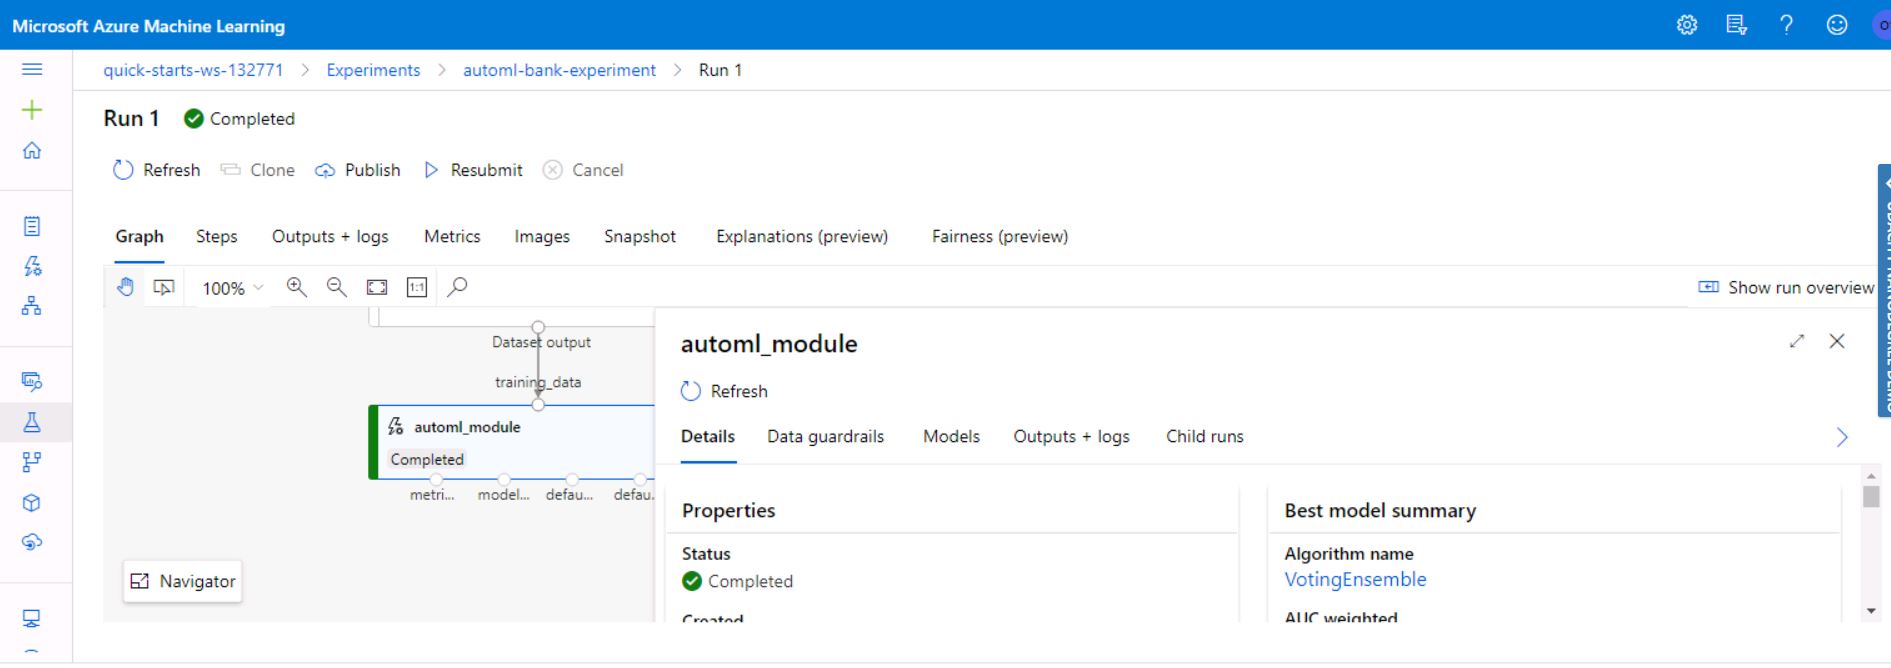 Microsoft Azure Machine Learning
quick-starts-ws-132771 > Experiments > automl-bank-experiment > Run 1
Run 1 Completed
Refresh Clone Publish Resubmit Cancel
Graph Steps Outputs + logs Metrics Images Snapshot Explanations (preview) Fairness (preview)
100% 1:1 Show run overview
Dataset output
training_data
automl_module
Completed
metri... model... defau... defau...
Navigator
automl_module
Refresh
Details Data guardrails Models Outputs + logs Child runs
Properties
Status
Completed
Created
Best model summary
Algorithm name
VotingEnsemble
AUC weighted